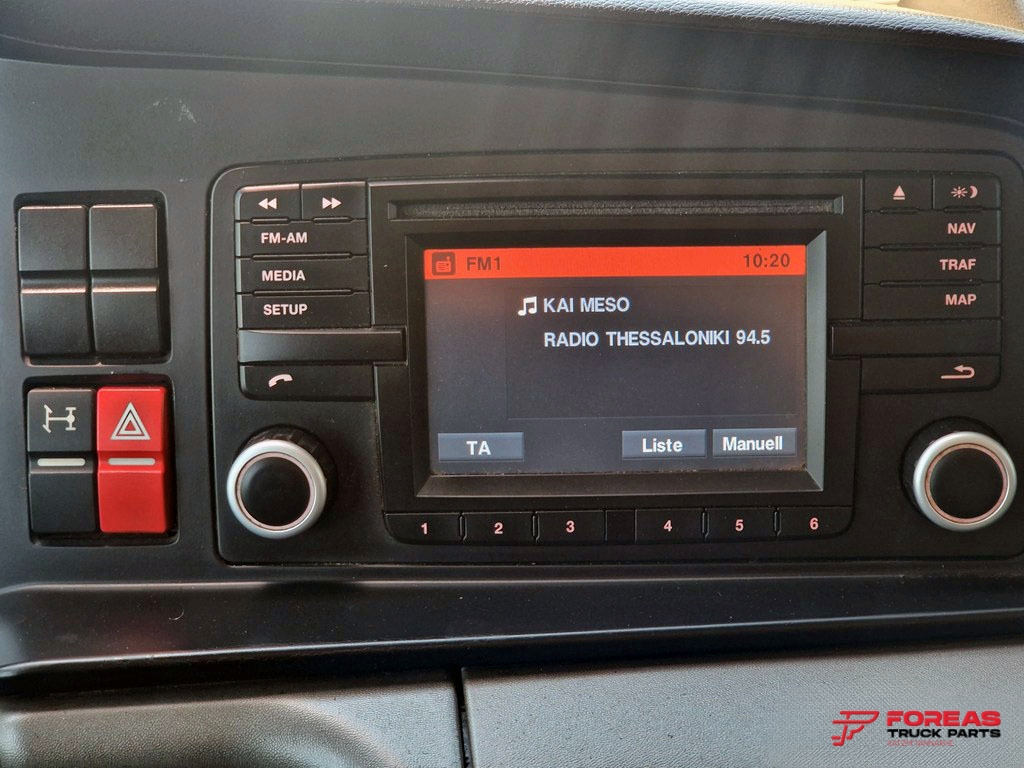 FM-AM
MEDIA
SETUP
NAV
TRAF
MAP
FM1 10:20
KAI MESO
RADIO THESSALONIKI 94.5
TA Liste Manuell
1 2 3 4 5 6
FOREAS
TRUCK PARTS